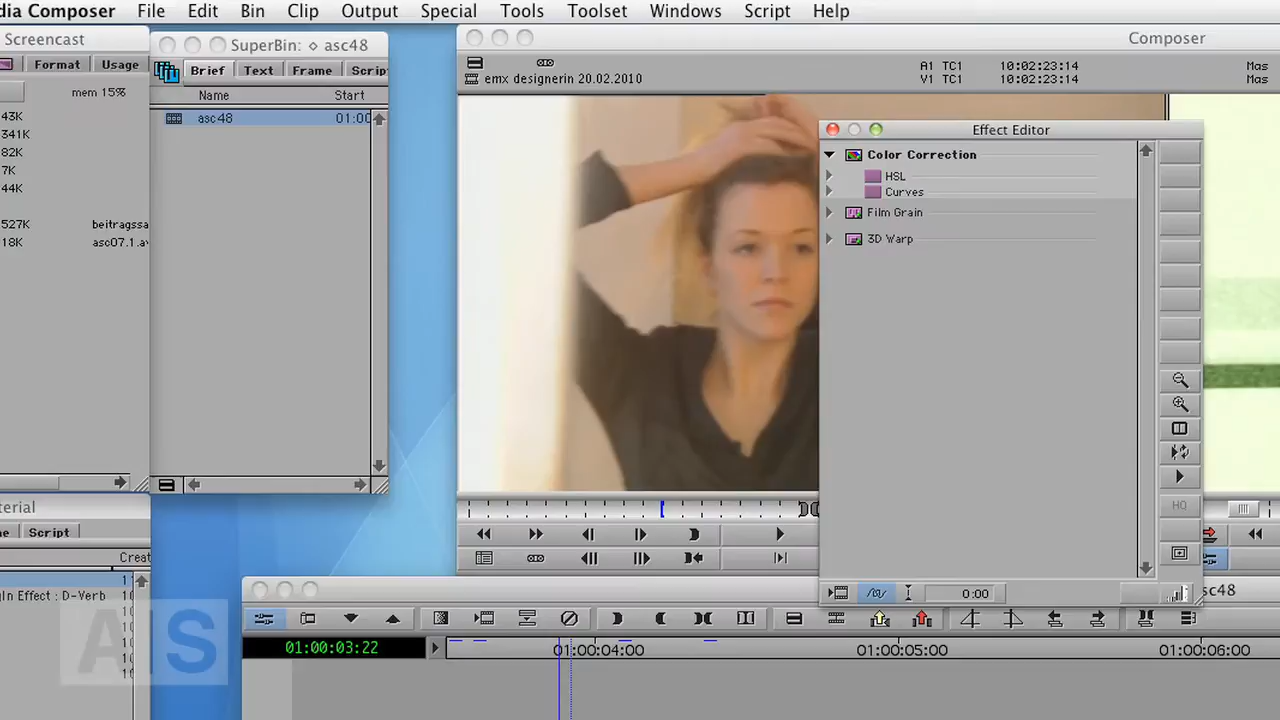 dia Composer File Edit Bin Clip Output Special Tools Toolset Windows Script Help
Screencast
Format Usage
mem 15%
43K
341K
82K
7K
44K
527K beitragssa
18K asc07.1.a
SuperBin: ◇ asc48
Brief Text Frame Scrip
Name Start
asc48 01:00
Composer
emx designerin 20.02.2010
A1 TC1 10:02:23:14 Mas
V1 TC1 10:02:23:14 Mas
Effect Editor
Color Correction
HSL
Curves
Film Grain
3D Warp
HQ
0:00
terial
ne Script
Creat
gIn Effect : D-Verb
AIS
sc48
01:00:03:22
01:00:04:00 01:00:05:00 01:00:06:00